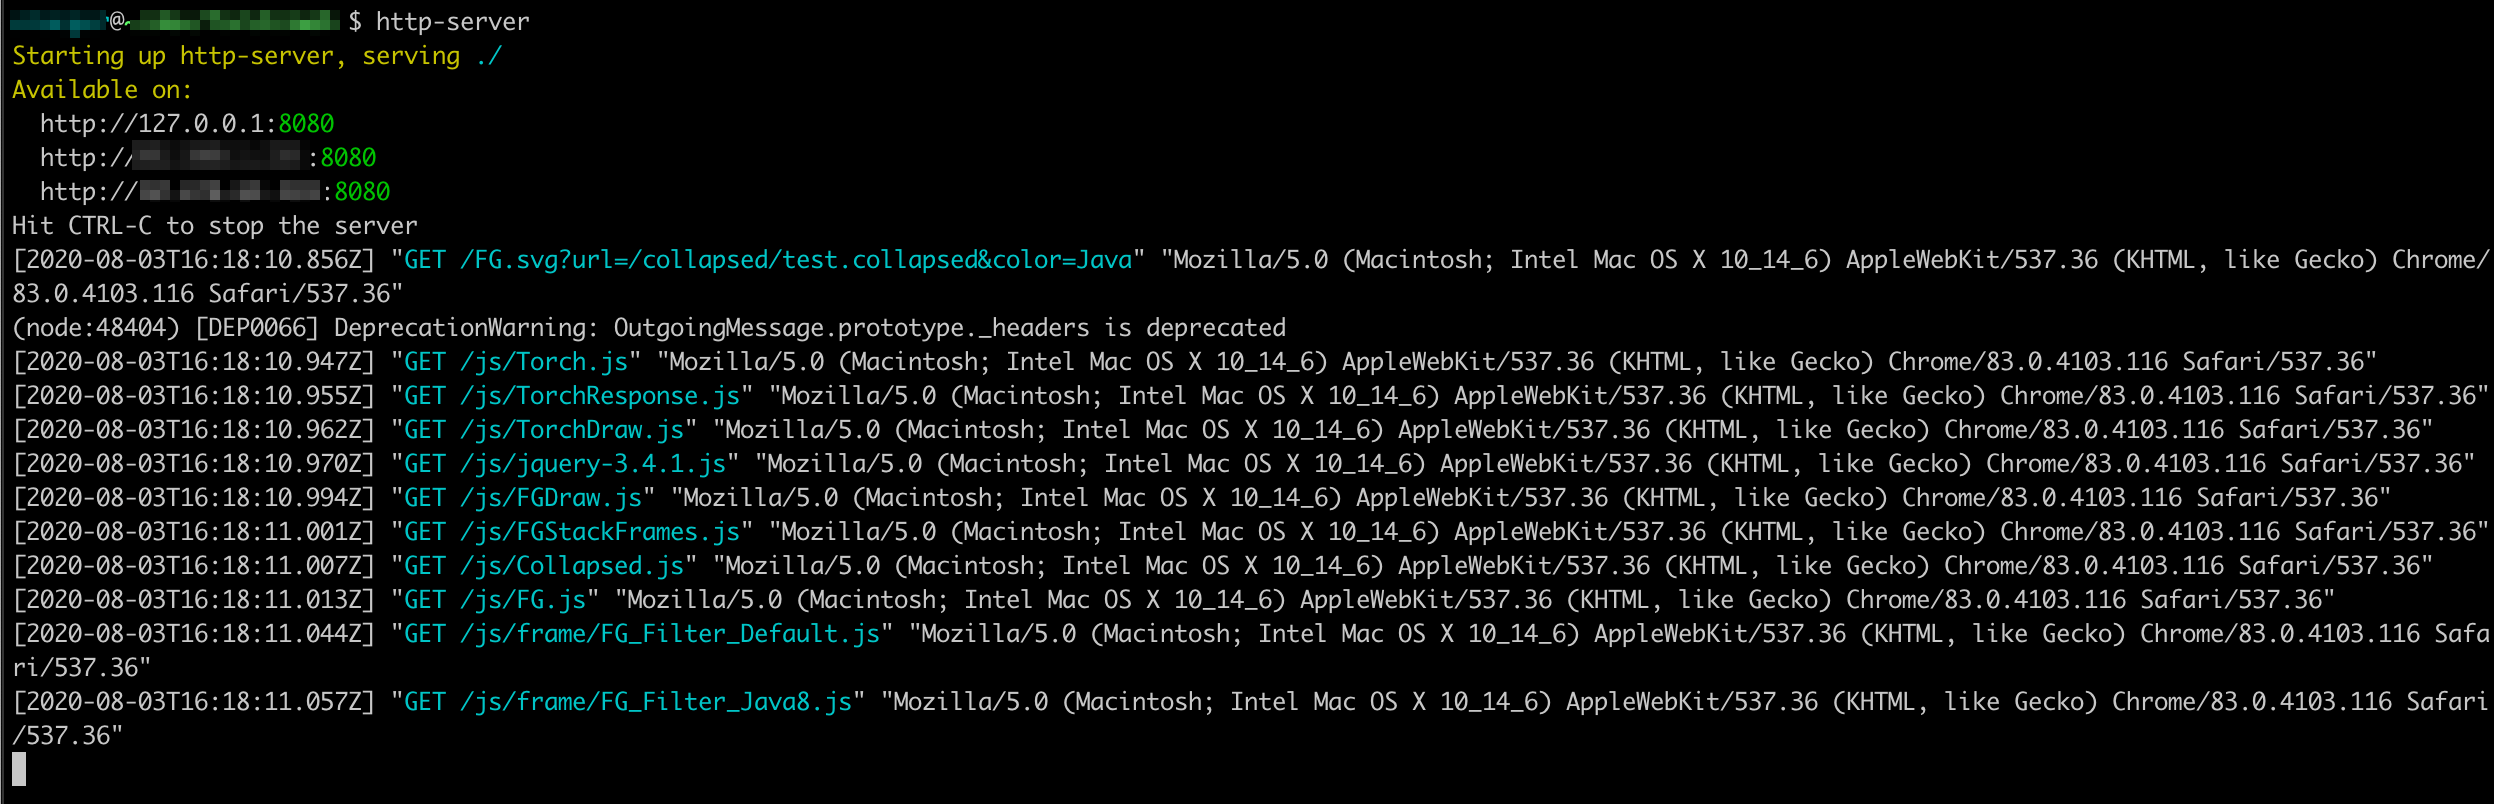 @ $ http-server
Starting up http-server, serving ./
Available on:
http://127.0.0.1:8080
http:// :8080
http:// :8080
Hit CTRL-C to stop the server
[2020-08-03T16:18:10.856Z] "GET /FG.svg?url=/collapsed/test.collapsed&color=Java" "Mozilla/5.0 (Macintosh; Intel Mac OS X 10_14_6) AppleWebKit/537.36 (KHTML, like Gecko) Chrome/
83.0.4103.116 Safari/537.36"
(node:48404) [DEP0066] DeprecationWarning: OutgoingMessage.prototype._headers is deprecated
[2020-08-03T16:18:10.947Z] "GET /js/Torch.js" "Mozilla/5.0 (Macintosh; Intel Mac OS X 10_14_6) AppleWebKit/537.36 (KHTML, like Gecko) Chrome/83.0.4103.116 Safari/537.36"
[2020-08-03T16:18:10.955Z] "GET /js/TorchResponse.js" "Mozilla/5.0 (Macintosh; Intel Mac OS X 10_14_6) AppleWebKit/537.36 (KHTML, like Gecko) Chrome/83.0.4103.116 Safari/537.36"
[2020-08-03T16:18:10.962Z] "GET /js/TorchDraw.js" "Mozilla/5.0 (Macintosh; Intel Mac OS X 10_14_6) AppleWebKit/537.36 (KHTML, like Gecko) Chrome/83.0.4103.116 Safari/537.36"
[2020-08-03T16:18:10.970Z] "GET /js/jquery-3.4.1.js" "Mozilla/5.0 (Macintosh; Intel Mac OS X 10_14_6) AppleWebKit/537.36 (KHTML, like Gecko) Chrome/83.0.4103.116 Safari/537.36"
[2020-08-03T16:18:10.994Z] "GET /js/FGDraw.js" "Mozilla/5.0 (Macintosh; Intel Mac OS X 10_14_6) AppleWebKit/537.36 (KHTML, like Gecko) Chrome/83.0.4103.116 Safari/537.36"
[2020-08-03T16:18:11.001Z] "GET /js/FGStackFrames.js" "Mozilla/5.0 (Macintosh; Intel Mac OS X 10_14_6) AppleWebKit/537.36 (KHTML, like Gecko) Chrome/83.0.4103.116 Safari/537.36"
[2020-08-03T16:18:11.007Z] "GET /js/Collapsed.js" "Mozilla/5.0 (Macintosh; Intel Mac OS X 10_14_6) AppleWebKit/537.36 (KHTML, like Gecko) Chrome/83.0.4103.116 Safari/537.36"
[2020-08-03T16:18:11.013Z] "GET /js/FG.js" "Mozilla/5.0 (Macintosh; Intel Mac OS X 10_14_6) AppleWebKit/537.36 (KHTML, like Gecko) Chrome/83.0.4103.116 Safari/537.36"
[2020-08-03T16:18:11.044Z] "GET /js/frame/FG_Filter_Default.js" "Mozilla/5.0 (Macintosh; Intel Mac OS X 10_14_6) AppleWebKit/537.36 (KHTML, like Gecko) Chrome/83.0.4103.116 Safa
ri/537.36"
[2020-08-03T16:18:11.057Z] "GET /js/frame/FG_Filter_Java8.js" "Mozilla/5.0 (Macintosh; Intel Mac OS X 10_14_6) AppleWebKit/537.36 (KHTML, like Gecko) Chrome/83.0.4103.116 Safari
/537.36"